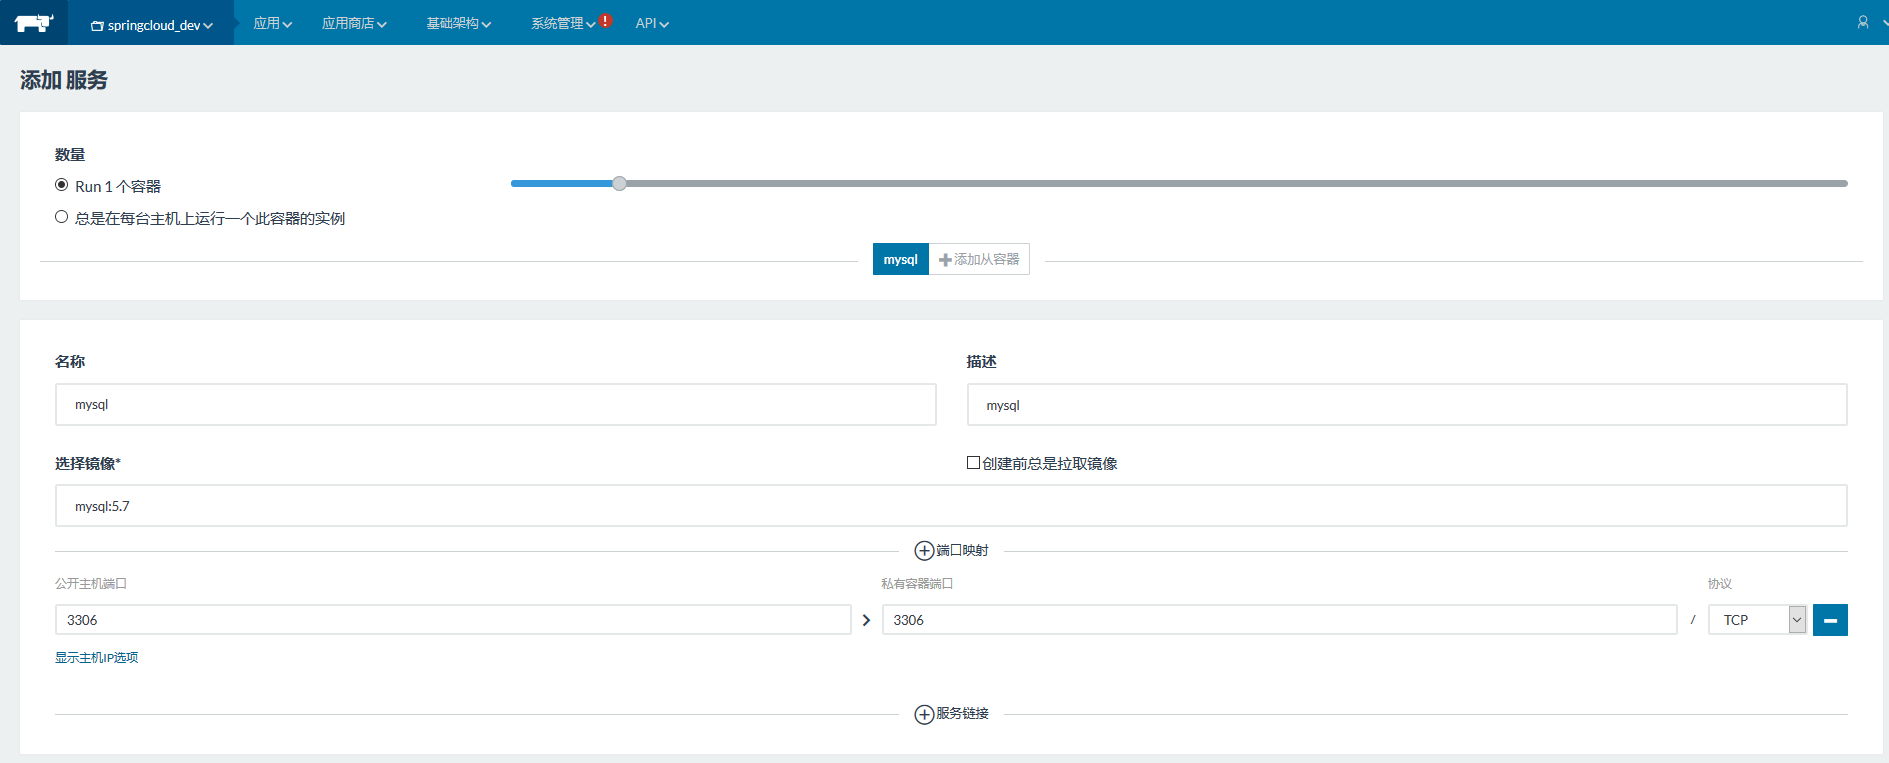 springcloud_dev 应用 应用商店 基础架构 系统管理 ! API
添加 服务
数量
Run 1 个容器
总是在每台主机上运行一个此容器的实例
mysql 添加从容器
名称 描述
mysql mysql
选择镜像* 创建前总是拉取镜像
mysql:5.7
端口映射
公开主机端口 私有容器端口 协议
3306 3306 / TCP
显示主机IP选项
服务链接